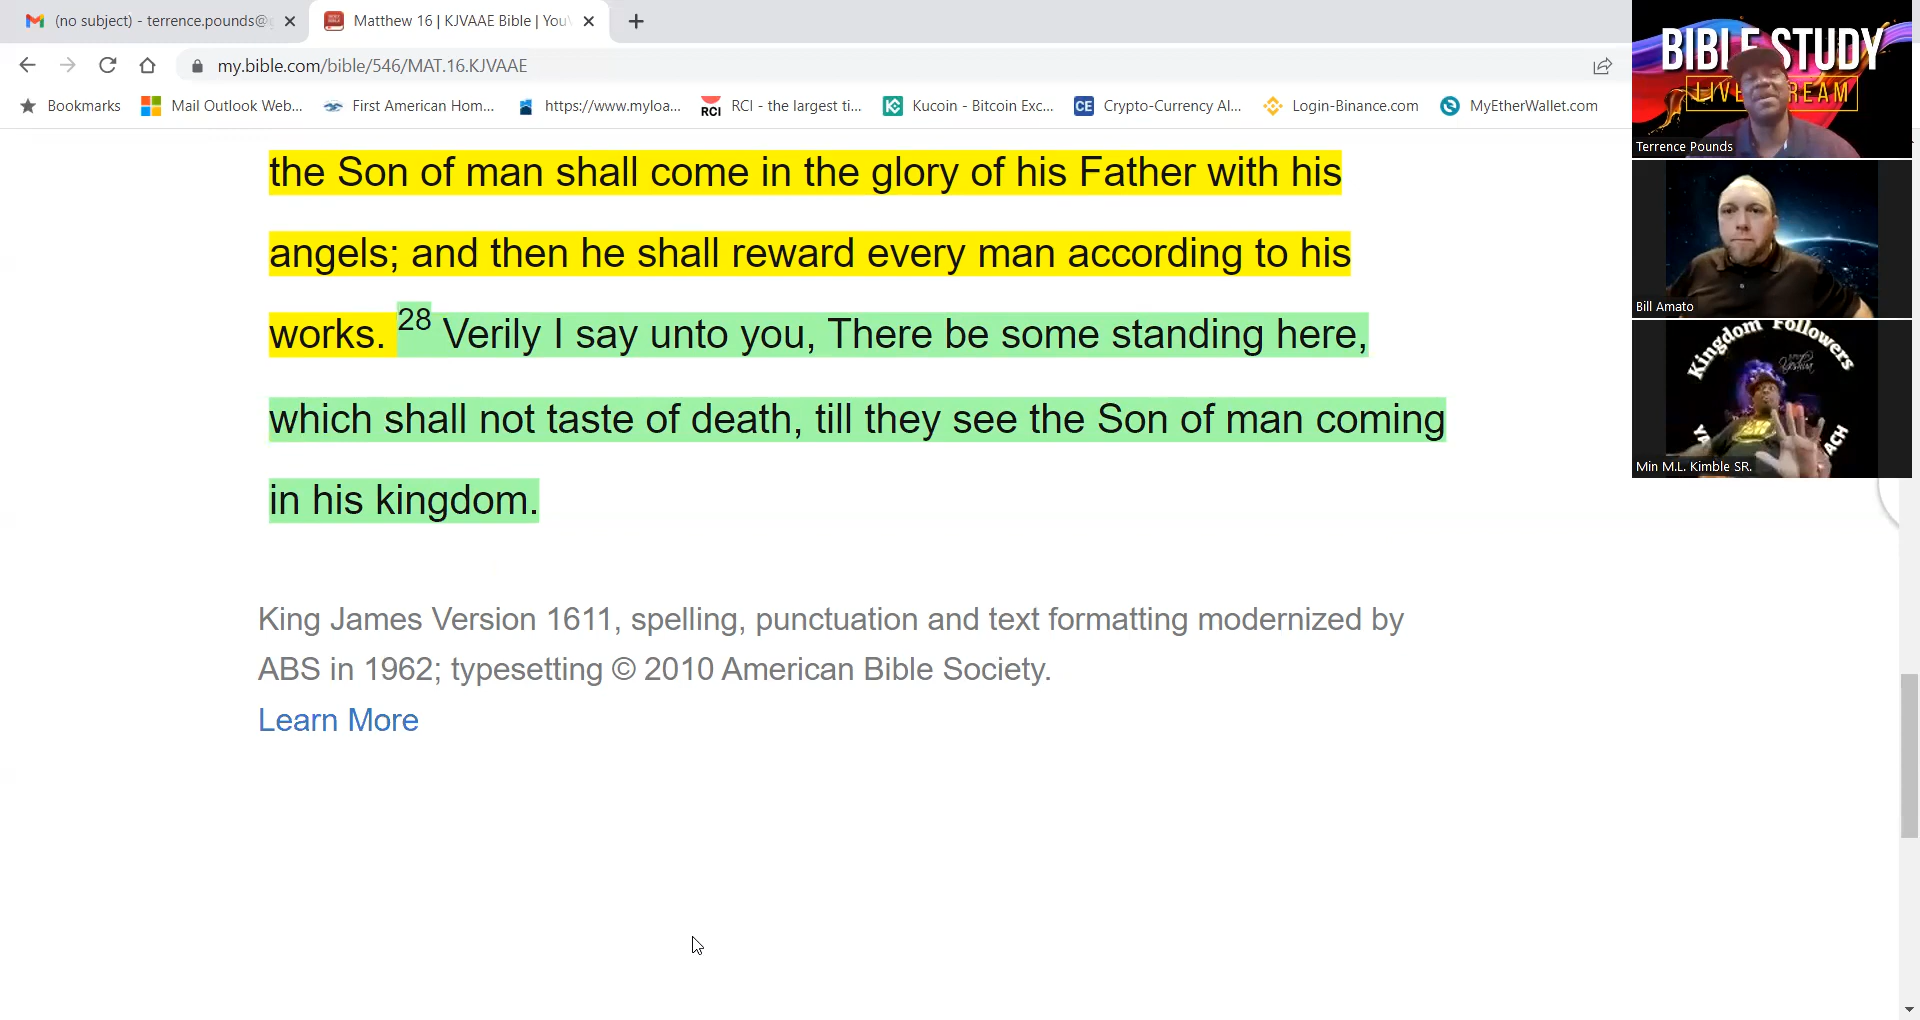 (no subject) - terrence.pounds@g
Matthew 16 | KJVAAE Bible | You
my.bible.com/bible/546/MAT.16.KJVAAE
Bookmarks
Mail Outlook Web...
First American Hom...
https://www.myloa...
RCI
RCI - the largest ti...
Kucoin - Bitcoin Exc...
CE
Crypto-Currency Al...
Login-Binance.com
MyEtherWallet.com
the Son of man shall come in the glory of his Father with his
angels; and then he shall reward every man according to his
works. 28 Verily I say unto you, There be some standing here,
which shall not taste of death, till they see the Son of man coming
in his kingdom.
King James Version 1611, spelling, punctuation and text formatting modernized by
ABS in 1962; typesetting © 2010 American Bible Society.
Learn More
BIBLE STUDY
LIVE REAM
Terrence Pounds
Bill Amato
Kingdom Followers
Yeshua
YA ACH
Min M.L. Kimble SR.